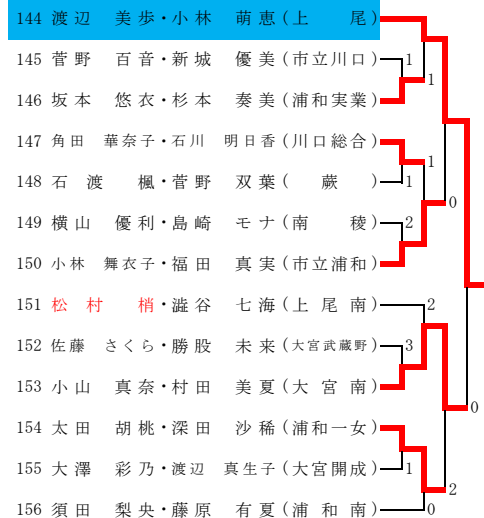 144 渡辺 美歩・小林 萌恵(上尾)
145 菅野 百音・新城 優美(市立川口) 1
1
146 坂本 悠衣・杉本 奏美(浦和実業)
147 角田 華奈子・石川 明日香(川口総合)
1
148 石渡 楓・菅野 双葉(蕨) 1
0
149 横山 優利・島崎 モナ(南稜) 2
150 小林 舞衣子・福田 真実(市立浦和)
151 松村 梢・澁谷 七海(上尾南) 2
152 佐藤 さくら・勝股 未来(大宮武蔵野) 3
153 小山 真奈・村田 美夏(大宮南)
0
154 太田 胡桃・深田 沙稀(浦和一女)
155 大澤 彩乃・渡辺 真生子(大宮開成) 1
2
156 須田 梨央・藤原 有夏(浦和南) 0